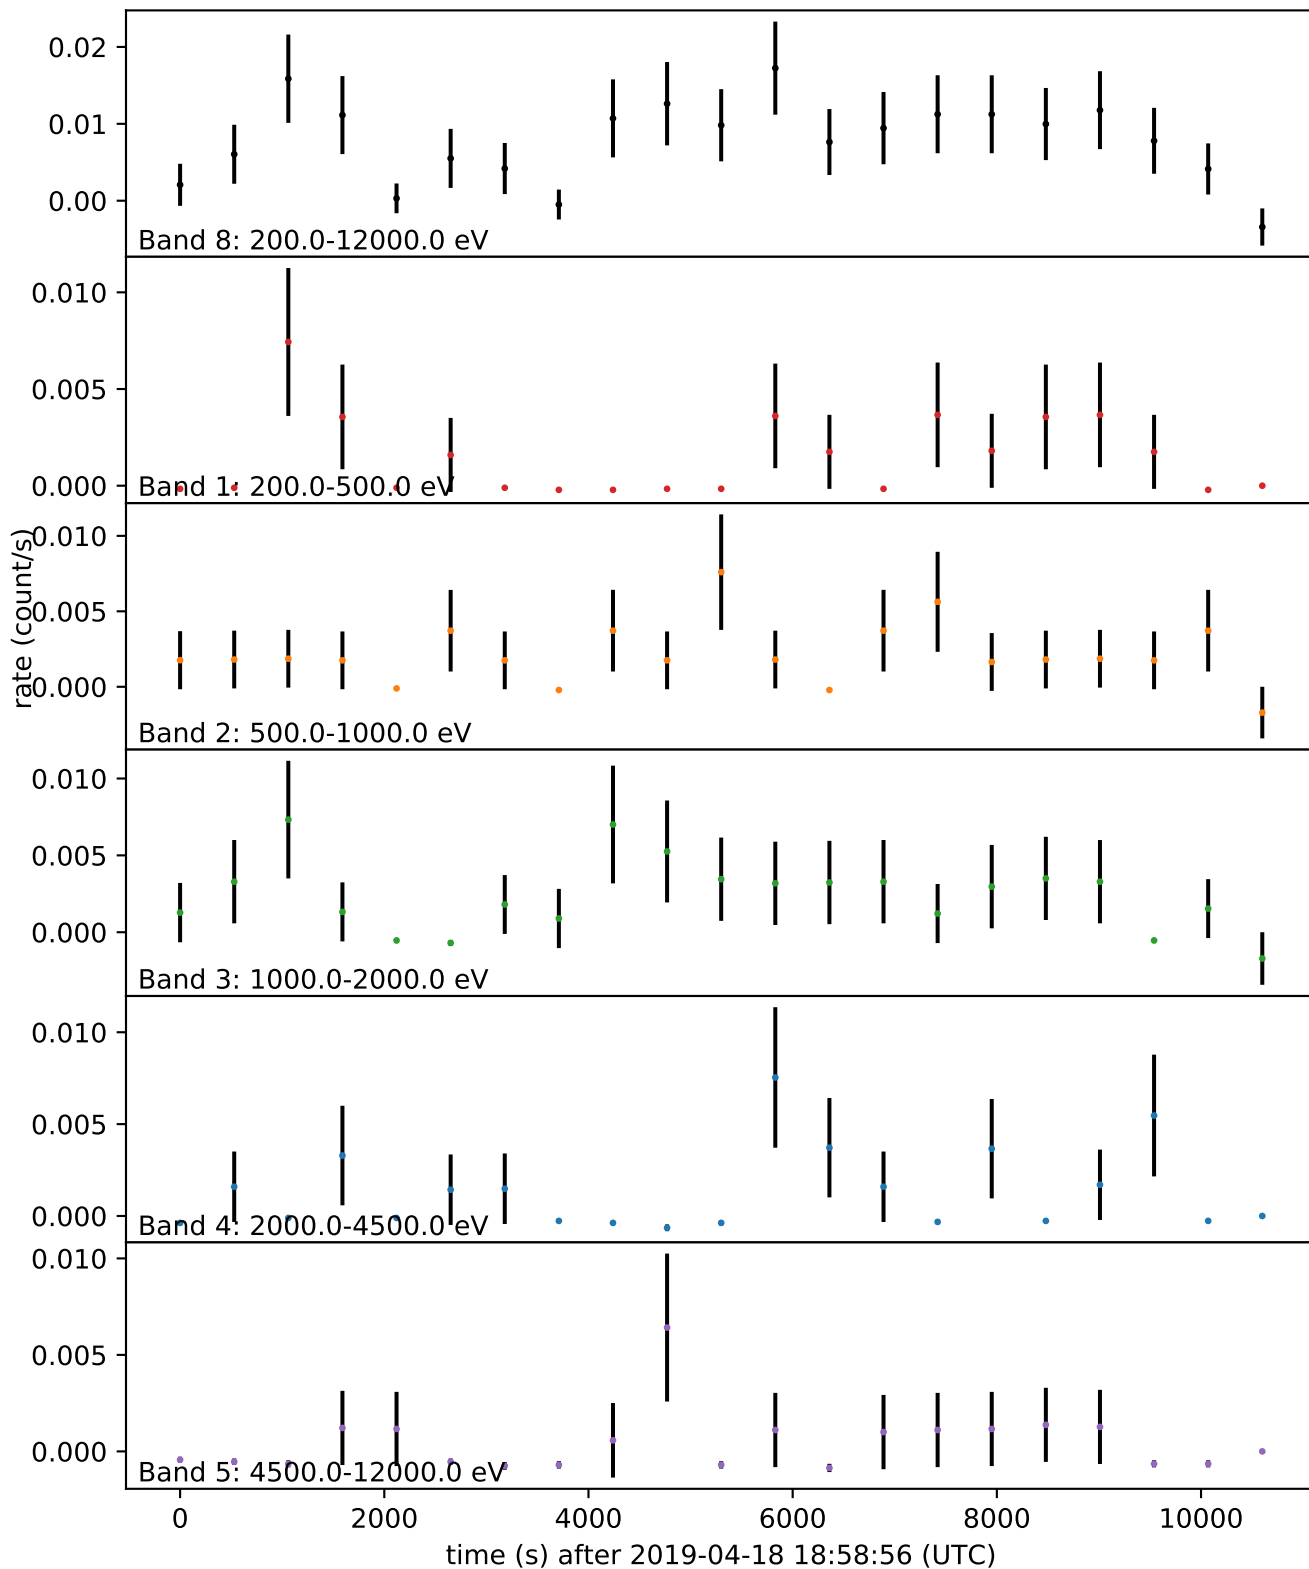 0.02
0.01
0.00
Band 8: 200.0-12000.0 eV
0.010
0.005
0.000
Band 1: 200.0-500.0 eV
rate (count/s)
0.010
0.005
0.000
Band 2: 500.0-1000.0 eV
0.010
0.005
0.000
Band 3: 1000.0-2000.0 eV
0.010
0.005
0.000
Band 4: 2000.0-4500.0 eV
0.010
0.005
0.000
Band 5: 4500.0-12000.0 eV
0 2000 4000 6000 8000 10000
time (s) after 2019-04-18 18:58:56 (UTC)